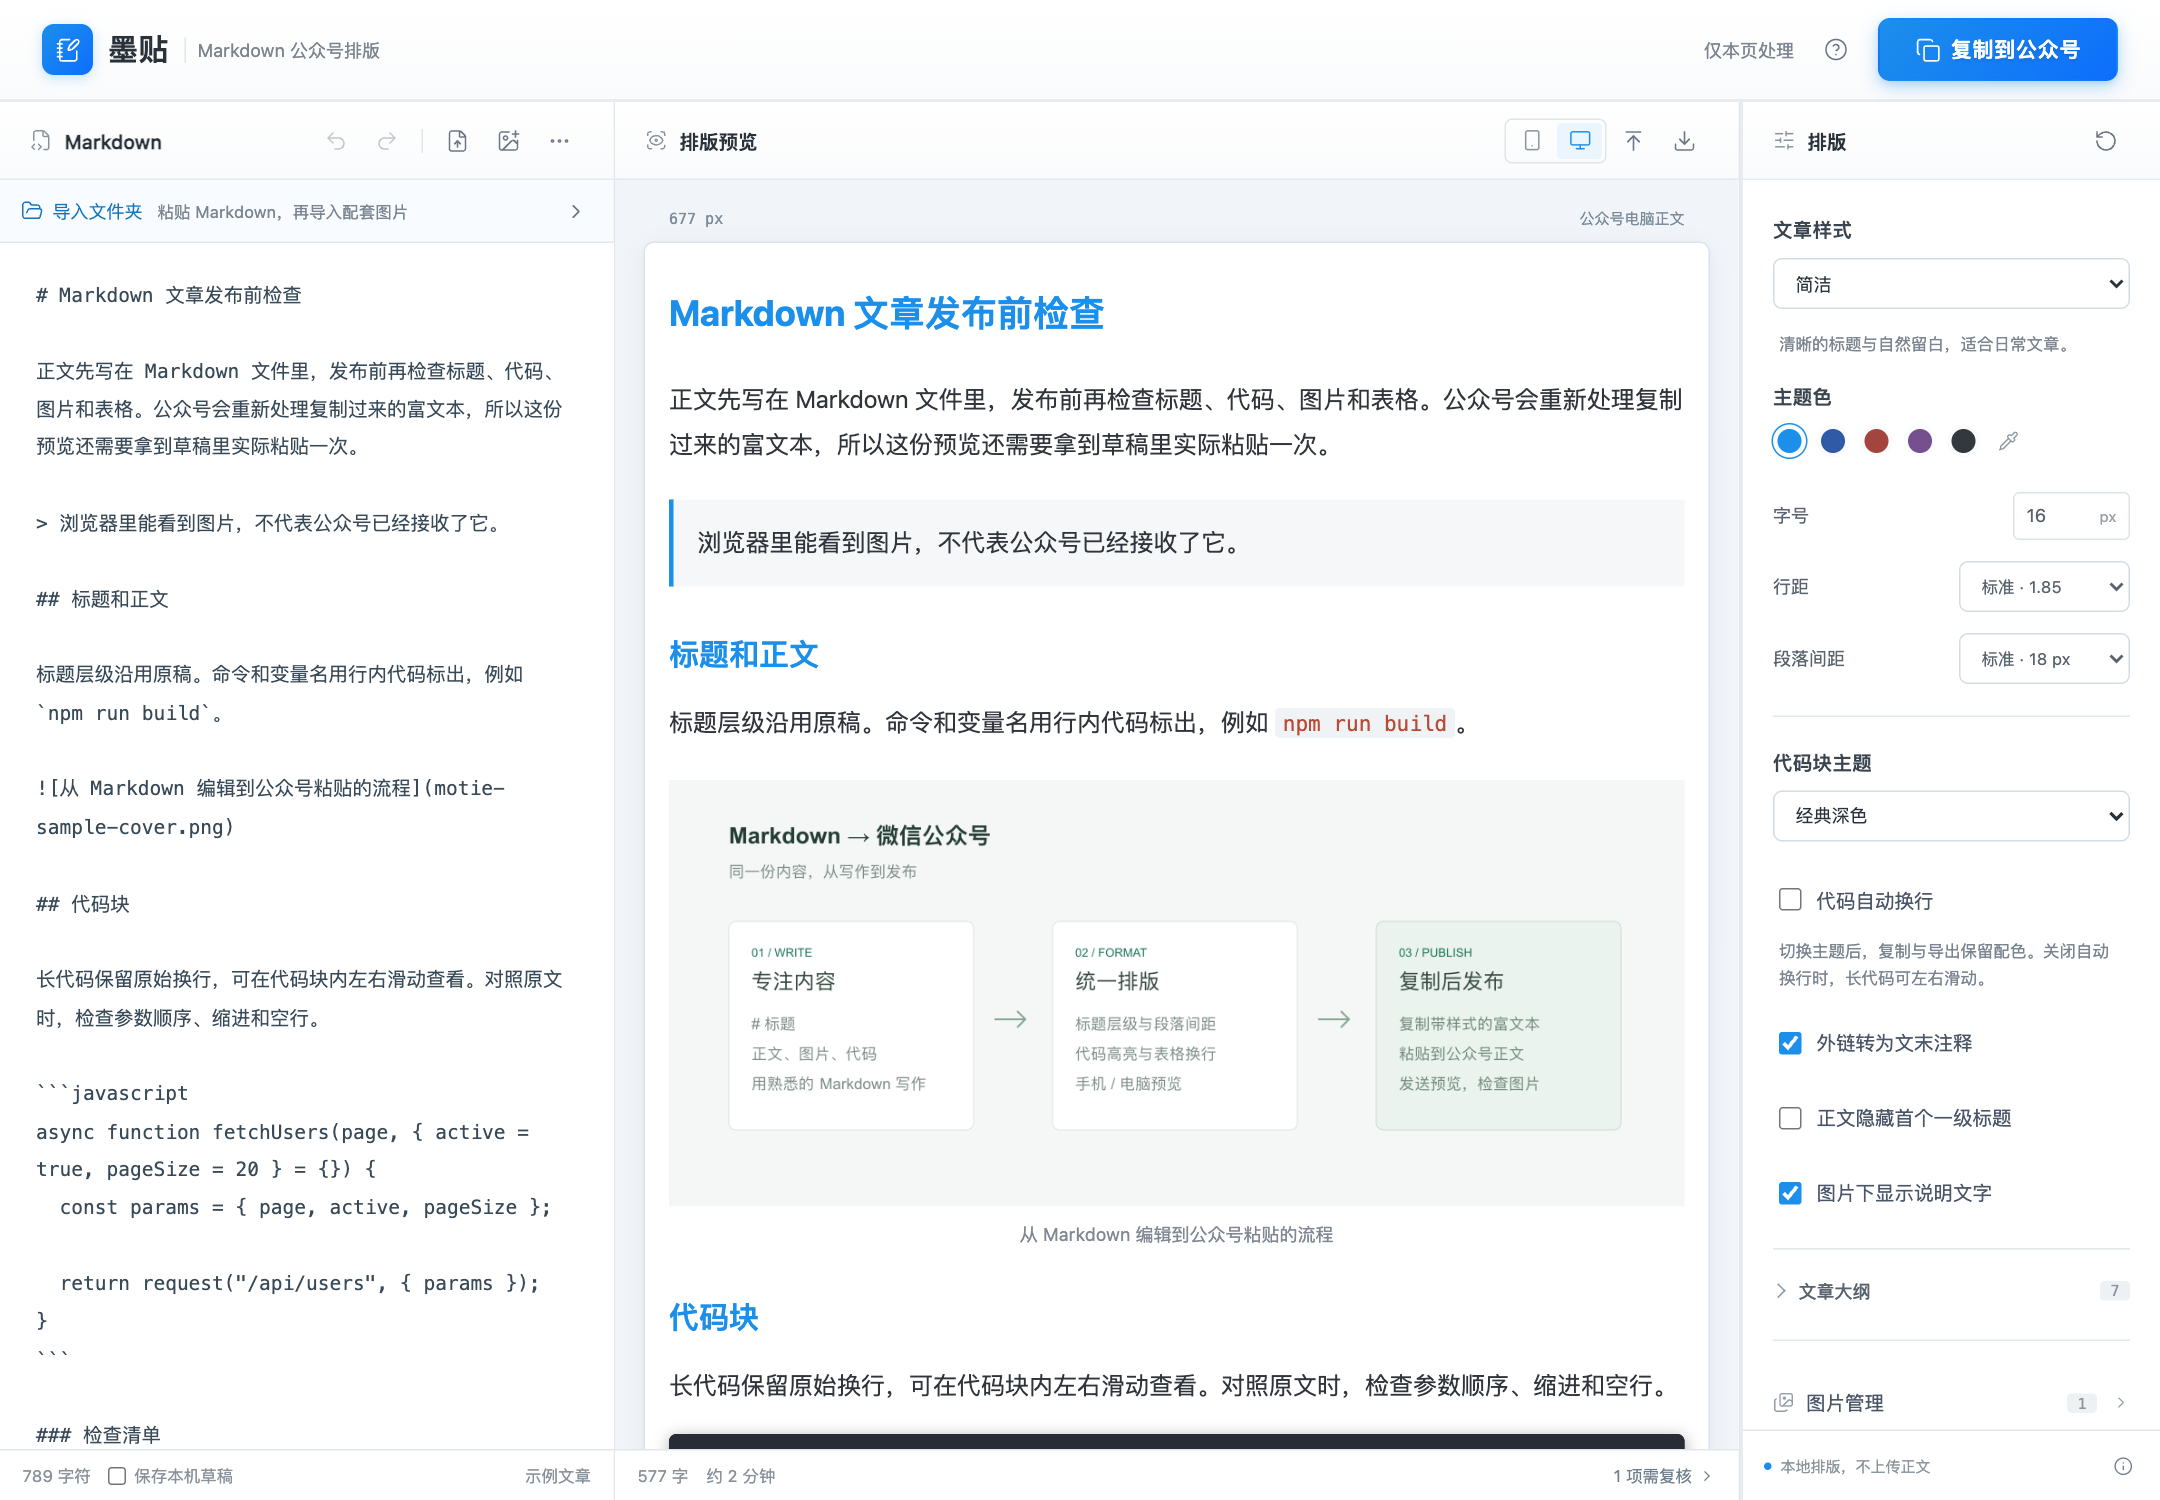 墨贴
Markdown 公众号排版
仅本页处理
复制到公众号
Markdown
导入文件夹 粘贴 Markdown，再导入配套图片
# Markdown 文章发布前检查
正文先写在 Markdown 文件里，发布前再检查标题、代码、
图片和表格。公众号会重新处理复制过来的富文本，所以这份
预览还需要拿到草稿里实际粘贴一次。
> 浏览器里能看到图片，不代表公众号已经接收了它。
## 标题和正文
标题层级沿用原稿。命令和变量名用行内代码标出，例如
`npm run build`。
![从 Markdown 编辑到公众号粘贴的流程](motie-
sample-cover.png)
## 代码块
长代码保留原始换行，可在代码块内左右滑动查看。对照原文
时，检查参数顺序、缩进和空行。
```javascript
async function fetchUsers(page, { active =
true, pageSize = 20 } = {}) {
  const params = { page, active, pageSize };
  return request("/api/users", { params });
}
```
### 检查清单
789 字符 保存本机草稿 示例文章
排版预览
677 px 公众号电脑正文
Markdown 文章发布前检查
正文先写在 Markdown 文件里，发布前再检查标题、代码、图片和表格。公众号会重新处理复制
过来的富文本，所以这份预览还需要拿到草稿里实际粘贴一次。
浏览器里能看到图片，不代表公众号已经接收了它。
标题和正文
标题层级沿用原稿。命令和变量名用行内代码标出，例如 npm run build 。
Markdown → 微信公众号
同一份内容，从写作到发布
01 / WRITE
专注内容
# 标题
正文、图片、代码
用熟悉的 Markdown 写作
02 / FORMAT
统一排版
标题层级与段落间距
代码高亮与表格换行
手机 / 电脑预览
03 / PUBLISH
复制后发布
复制带样式的富文本
粘贴到公众号正文
发送预览，检查图片
从 Markdown 编辑到公众号粘贴的流程
代码块
长代码保留原始换行，可在代码块内左右滑动查看。对照原文时，检查参数顺序、缩进和空行。
577 字 约 2 分钟 1 项需复核
排版
文章样式
简洁
清晰的标题与自然留白，适合日常文章。
主题色
字号 16 px
行距 标准 · 1.85
段落间距 标准 · 18 px
代码块主题
经典深色
代码自动换行
切换主题后，复制与导出保留配色。关闭自动
换行时，长代码可左右滑动。
外链转为文末注释
正文隐藏首个一级标题
图片下显示说明文字
文章大纲 7
图片管理 1
本地排版，不上传正文